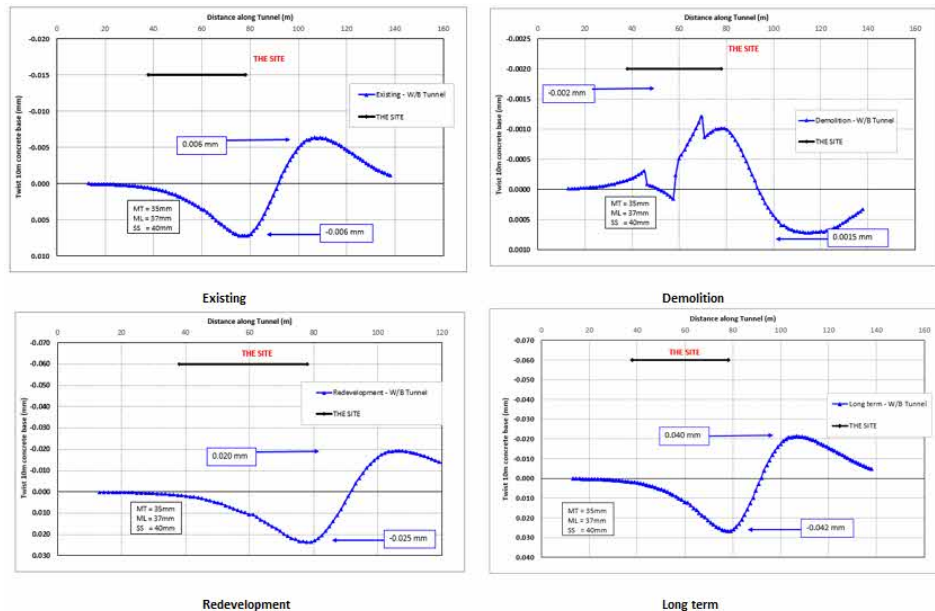 Distance along Tunnel (m)
0 20 40 60 80 100 120 140 160
-0.020
-0.015
-0.010
-0.005
0.000
0.005
0.010
Twist 10m concrete base (mm)
THE SITE
Existing - W/B Tunnel
THE SITE
0.006 mm
-0.006 mm
MT = 35mm
ML = 37mm
SS = 40mm
Existing
Distance along Tunnel (m)
0 20 40 60 80 100 120 140 160
-0.0025
-0.0020
-0.0015
-0.0010
-0.0005
0.0000
0.0005
0.0010
Twist 10m concrete base (mm)
THE SITE
-0.002 mm
Demolition - W/B Tunnel
THE SITE
MT = 35mm
ML = 37mm
SS = 40mm
0.0015 mm
Demolition
Distance along Tunnel (m)
0 20 40 60 80 100 120
-0.070
-0.060
-0.050
-0.040
-0.030
-0.020
-0.010
0.000
0.010
0.020
0.030
Twist 10m concrete base (mm)
THE SITE
Redevelopment - W/B Tunnel
THE SITE
0.020 mm
MT = 35mm
ML = 37mm
SS = 40mm
-0.025 mm
Redevelopment
Distance along Tunnel (m)
0 20 40 60 80 100 120 140 160
-0.070
-0.060
-0.050
-0.040
-0.030
-0.020
-0.010
0.000
0.010
0.020
0.030
0.040
Twist 10m concrete base (mm)
THE SITE
Long term - W/B Tunnel
THE SITE
0.040 mm
MT = 35mm
ML = 37mm
SS = 40mm
-0.042 mm
Long term